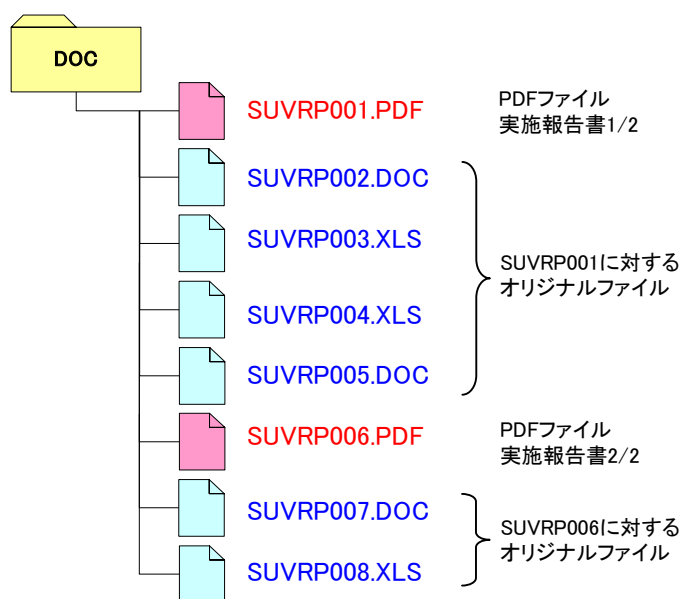 DOC
SUVRP001.PDF
PDFファイル
実施報告書1/2
SUVRP002.DOC
SUVRP003.XLS
SUVRP001に対する
オリジナルファイル
SUVRP004.XLS
SUVRP005.DOC
SUVRP006.PDF
PDFファイル
実施報告書2/2
SUVRP007.DOC
SUVRP006に対する
オリジナルファイル
SUVRP008.XLS